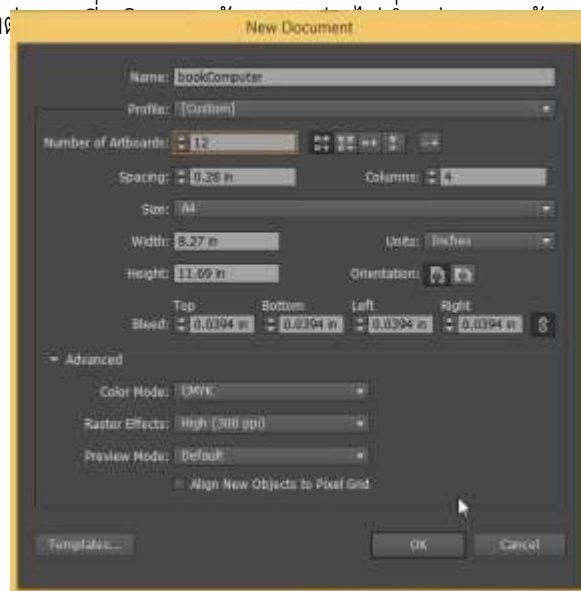 New Document
Name: bookComputer
Profile: [Custom]
Number of Artboards: 12
Spacing: 0.28 in Columns: 4
Size: A4
Width: 8.27 in Units: Inches
Height: 11.69 in Orientation:
Top Bottom Left Right
Bleed: 0.0394 in 0.0394 in 0.0394 in 0.0394 in
Advanced
Color Mode: CMYK
Raster Effects: High (300 ppi)
Preview Mode: Default
Align New Objects to Pixel Grid
Templates... OK Cancel